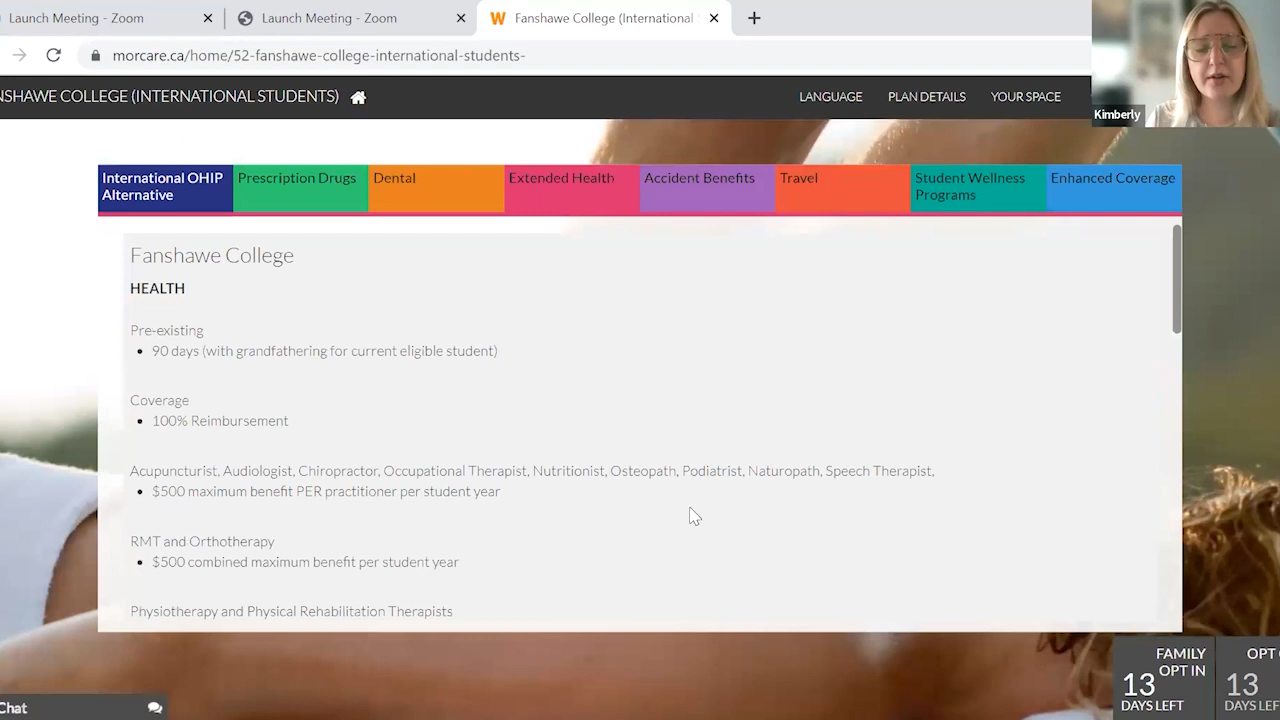 Launch Meeting - Zoom
Launch Meeting - Zoom
Fanshawe College (International
morcare.ca/home/52-fanshawe-college-international-students-
NSHAWE COLLEGE (INTERNATIONAL STUDENTS)
LANGUAGE
PLAN DETAILS
YOUR SPACE
Kimberly
International OHIP
Alternative
Prescription Drugs
Dental
Extended Health
Accident Benefits
Travel
Student Wellness
Programs
Enhanced Coverage
Fanshawe College
HEALTH
Pre-existing
• 90 days (with grandfathering for current eligible student)
Coverage
• 100% Reimbursement
Acupuncturist, Audiologist, Chiropractor, Occupational Therapist, Nutritionist, Osteopath, Podiatrist, Naturopath, Speech Therapist,
• $500 maximum benefit PER practitioner per student year
RMT and Orthotherapy
• $500 combined maximum benefit per student year
Physiotherapy and Physical Rehabilitation Therapists
FAMILY
OPT IN
13
DAYS LEFT
OPT
13
DAYS LEF
Chat